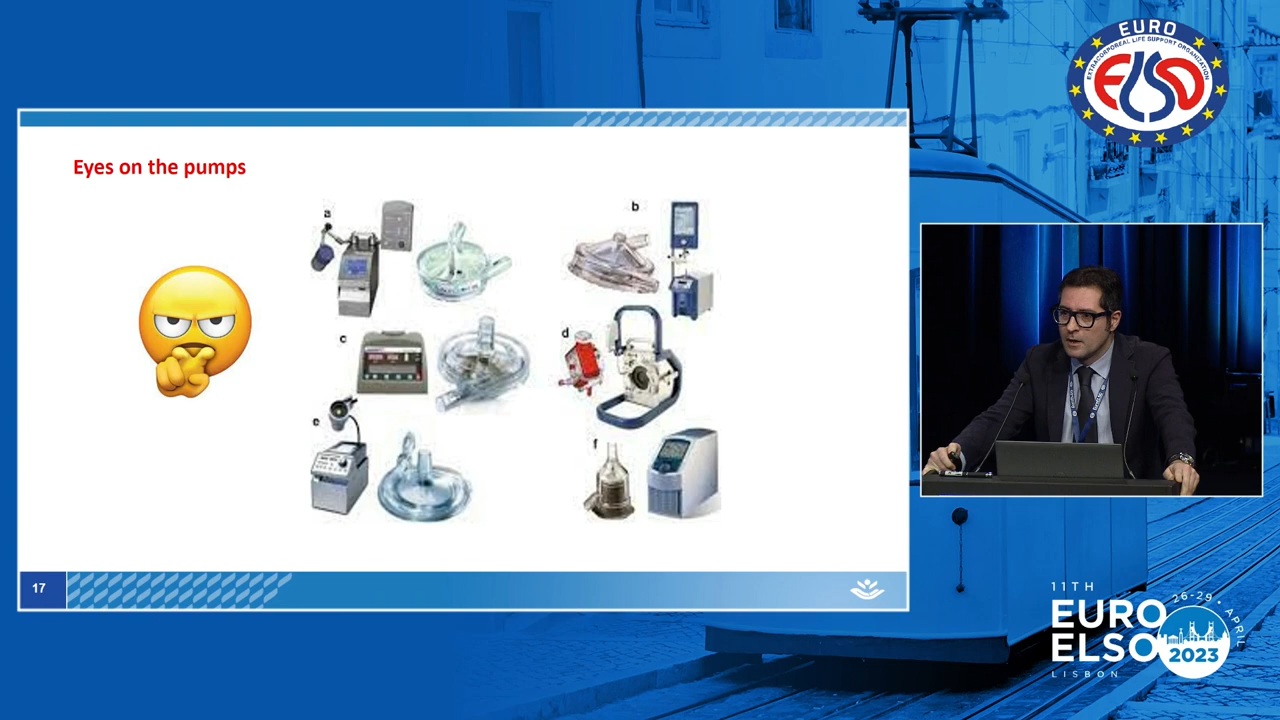 EURO
EXTRACORPOREAL LIFE SUPPORT ORGANIZATION
ELSO
Eyes on the pumps
a
b
c
d
e
f
17
11TH
EURO
ELSO
26-29 • APRIL
2023
LISBON